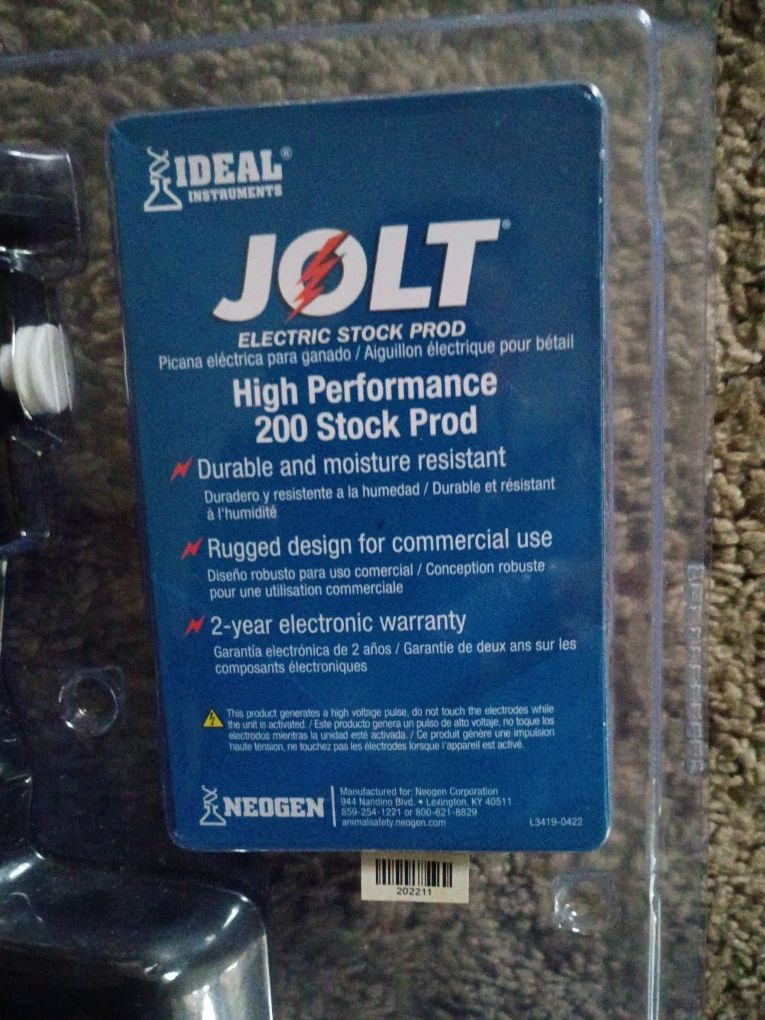 IDEAL®
INSTRUMENTS
JOLT®
ELECTRIC STOCK PROD
Picana eléctrica para ganado / Aiguillon électrique pour bétail
High Performance
200 Stock Prod
Durable and moisture resistant
Duradero y resistente a la humedad / Durable et résistant
à l'humidité
Rugged design for commercial use
Diseño robusto para uso comercial / Conception robuste
pour une utilisation commerciale
2-year electronic warranty
Garantía electrónica de 2 años / Garantie de deux ans sur les
composants électroniques
This product generates a high voltage pulse, do not touch the electrodes while
the unit is activated. / Este producto genera un pulso de alto voltaje, no toque los
electrodos mientras la unidad esté activada. / Ce produit génère une impulsion
haute tension, ne touchez pas les électrodes lorsque l'appareil est activé.
NEOGEN
Manufactured for: Neogen Corporation
944 Nandino Blvd. • Lexington, KY 40511
859-254-1221 or 800-621-8829
animalsafety.neogen.com
L3419-0422
202211